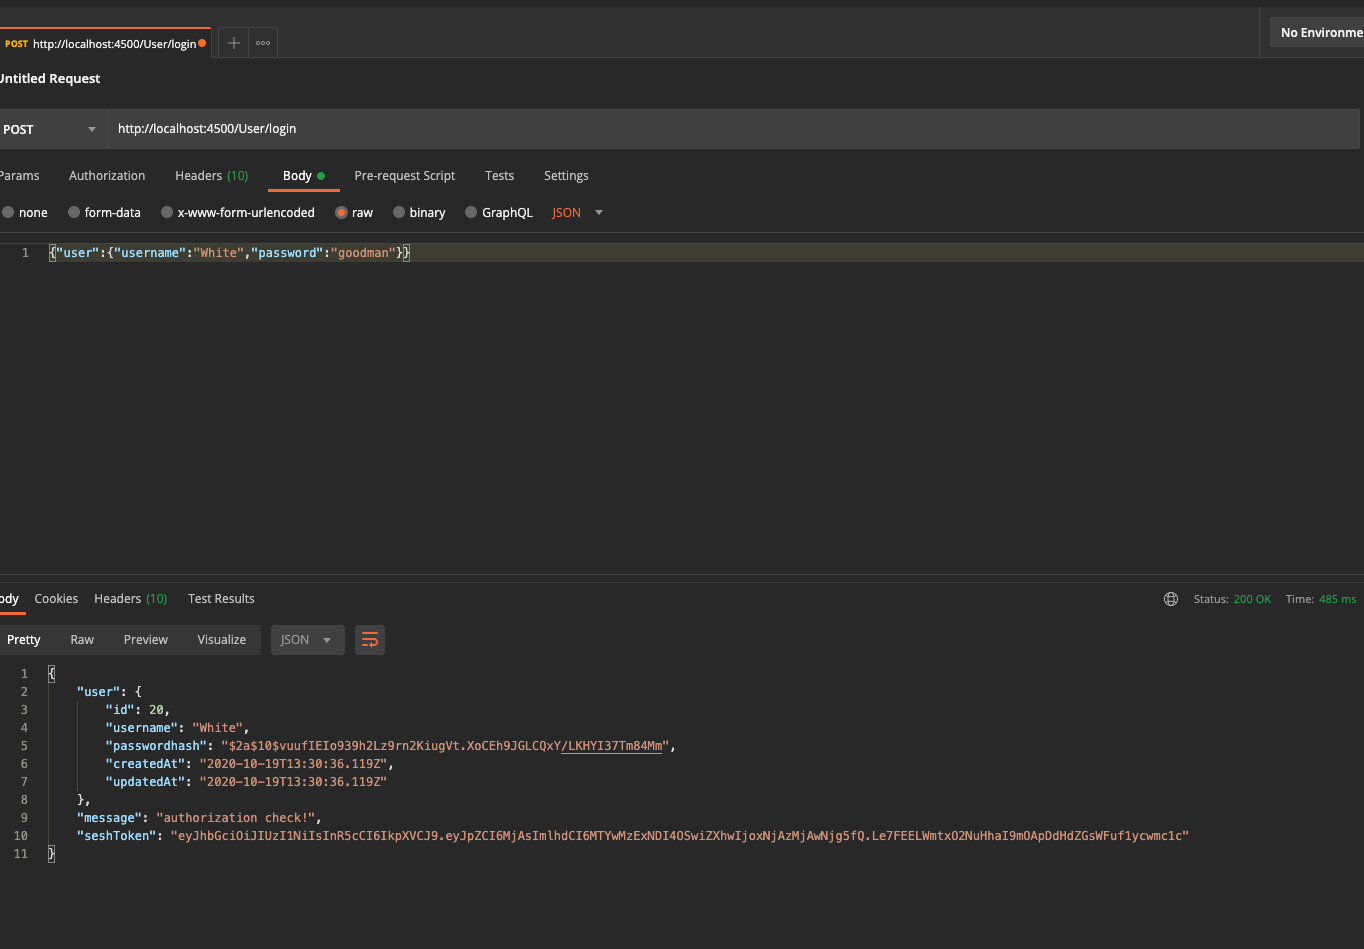 POST http://localhost:4500/User/login
No Environme
Untitled Request
POST http://localhost:4500/User/login
Params Authorization Headers (10) Body Pre-request Script Tests Settings
none form-data x-www-form-urlencoded raw binary GraphQL JSON
1 {"user":{"username":"White","password":"goodman"}}
ody Cookies Headers (10) Test Results Status: 200 OK Time: 485 ms
Pretty Raw Preview Visualize JSON
1 {
2 "user": {
3 "id": 20,
4 "username": "White",
5 "passwordhash": "$2a$10$vuufIEIo939h2Lz9rn2KiugVt.XoCEh9JGLCQxY/LKHYI37Tm84Mm",
6 "createdAt": "2020-10-19T13:30:36.119Z",
7 "updatedAt": "2020-10-19T13:30:36.119Z"
8 },
9 "message": "authorization check!",
10 "seshToken": "eyJhbGciOiJIUzI1NiIsInR5cCI6IkpXVCJ9.eyJpZCI6MjAsImlhdCI6MTYwMzExNDI4OSwiZXhwIjoxNjAzMjAwNjg5fQ.Le7FEELWmtxO2NuHhaI9mOApDdHdZGsWFuf1ycwmc1c"
11 }